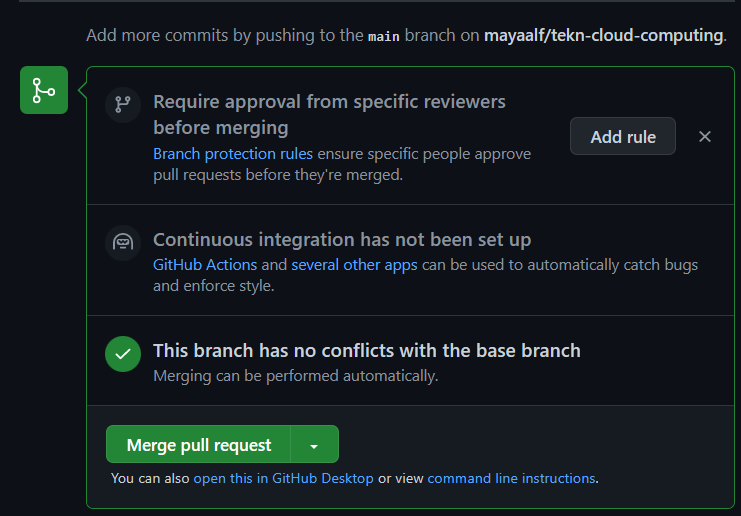 Add more commits by pushing to the main branch on mayaalf/tekn-cloud-computing.
Require approval from specific reviewers
before merging
Branch protection rules ensure specific people approve
pull requests before they're merged.
Add rule
Continuous integration has not been set up
GitHub Actions and several other apps can be used to automatically catch bugs
and enforce style.
This branch has no conflicts with the base branch
Merging can be performed automatically.
Merge pull request
You can also open this in GitHub Desktop or view command line instructions.